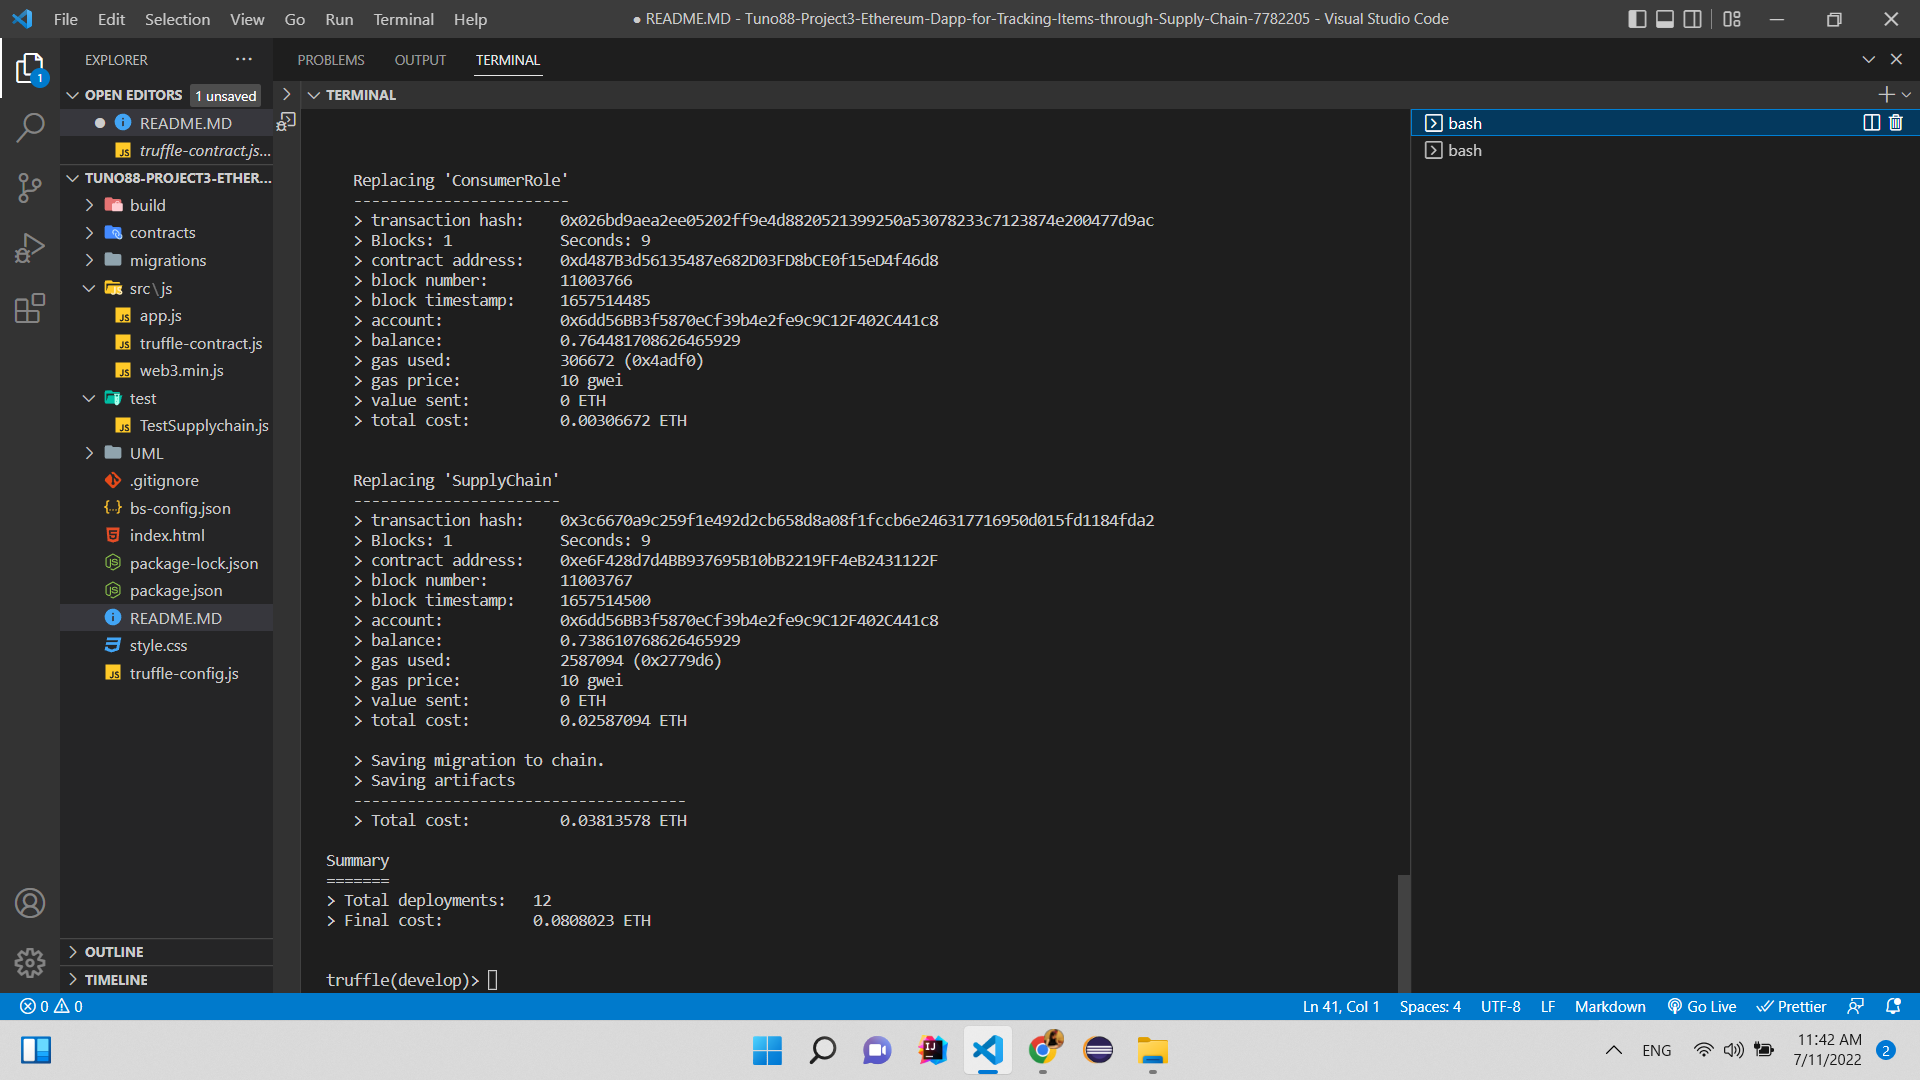 File Edit Selection View Go Run Terminal Help
● README.MD - Tuno88-Project3-Ethereum-Dapp-for-Tracking-Items-through-Supply-Chain-7782205 - Visual Studio Code
EXPLORER
PROBLEMS OUTPUT TERMINAL
OPEN EDITORS 1 unsaved
README.MD
truffle-contract.js...
TUNO88-PROJECT3-ETHER...
build
contracts
migrations
src\js
app.js
truffle-contract.js
web3.min.js
test
TestSupplychain.js
UML
.gitignore
bs-config.json
index.html
package-lock.json
package.json
README.MD
style.css
truffle-config.js
OUTLINE
TIMELINE
1
TERMINAL
Replacing 'ConsumerRole'
------------------------
> transaction hash: 0x026bd9aea2ee05202ff9e4d8820521399250a53078233c7123874e200477d9ac
> Blocks: 1 Seconds: 9
> contract address: 0xd487B3d56135487e682D03FD8bCE0f15eD4f46d8
> block number: 11003766
> block timestamp: 1657514485
> account: 0x6dd56BB3f5870eCf39b4e2fe9c9C12F402C441c8
> balance: 0.764481708626465929
> gas used: 306672 (0x4adf0)
> gas price: 10 gwei
> value sent: 0 ETH
> total cost: 0.00306672 ETH
Replacing 'SupplyChain'
-----------------------
> transaction hash: 0x3c6670a9c259f1e492d2cb658d8a08f1fccb6e246317716950d015fd1184fda2
> Blocks: 1 Seconds: 9
> contract address: 0xe6F428d7d4BB937695B10bB2219FF4eB2431122F
> block number: 11003767
> block timestamp: 1657514500
> account: 0x6dd56BB3f5870eCf39b4e2fe9c9C12F402C441c8
> balance: 0.738610768626465929
> gas used: 2587094 (0x2779d6)
> gas price: 10 gwei
> value sent: 0 ETH
> total cost: 0.02587094 ETH
> Saving migration to chain.
> Saving artifacts
-------------------------------------
> Total cost: 0.03813578 ETH
Summary
=======
> Total deployments: 12
> Final cost: 0.0808023 ETH
truffle(develop)>
bash
bash
0 0
Ln 41, Col 1 Spaces: 4 UTF-8 LF Markdown Go Live Prettier
ENG
11:42 AM
7/11/2022
2